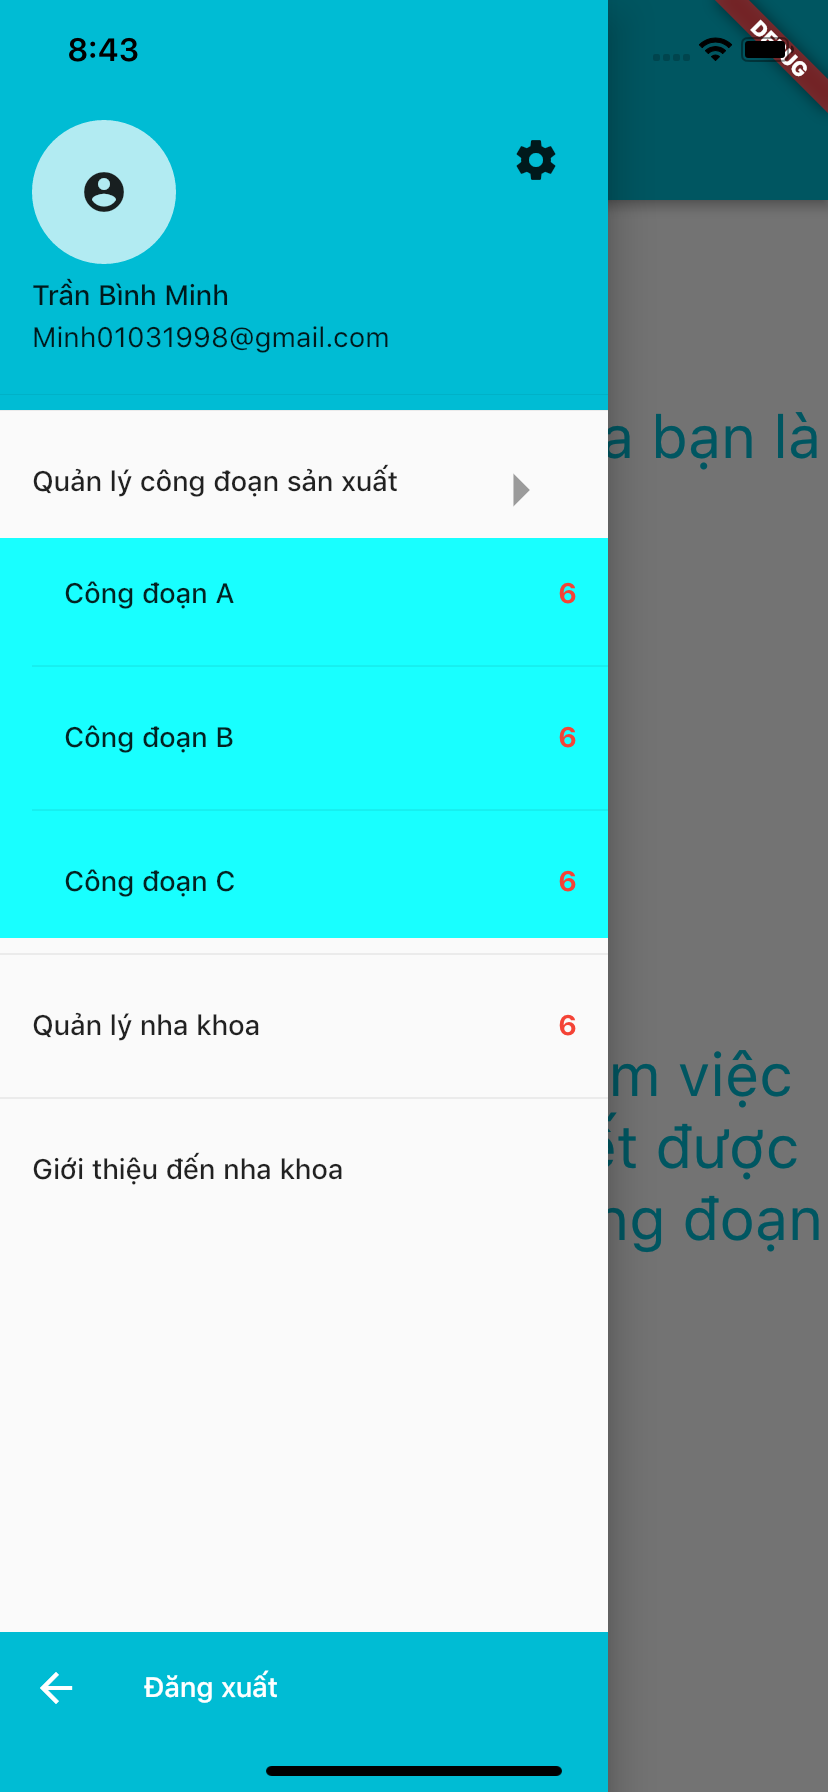 8:43
DEBUG
Trần Bình Minh
Minh01031998@gmail.com
a bạn là
Quản lý công đoạn sản xuất
Công đoạn A 6
Công đoạn B 6
Công đoạn C 6
Quản lý nha khoa 6
m việc
ết được
ng đoạn
Giới thiệu đến nha khoa
Đăng xuất